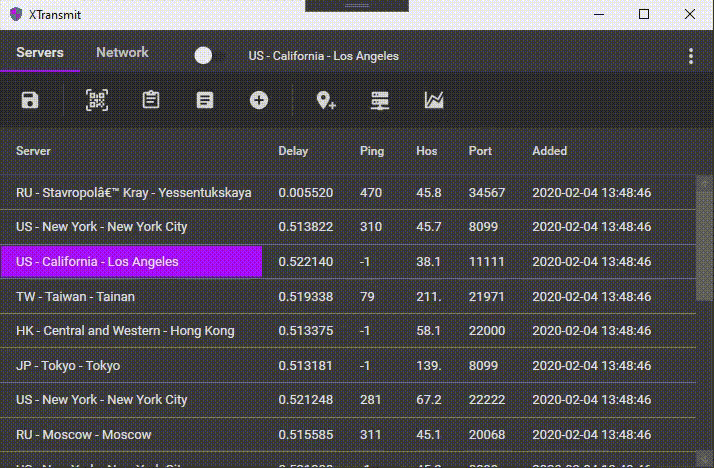 XTransmit
Servers Network US - California - Los Angeles
Server Delay Ping Hos Port Added
RU - Stavropolâ€™ Kray - Yessentukskaya 0.005520 470 45.8 34567 2020-02-04 13:48:46
US - New York - New York City 0.513822 310 45.7 8099 2020-02-04 13:48:46
US - California - Los Angeles 0.522140 -1 38.1 11111 2020-02-04 13:48:46
TW - Taiwan - Tainan 0.519338 79 211. 21971 2020-02-04 13:48:46
HK - Central and Western - Hong Kong 0.513375 -1 58.1 22000 2020-02-04 13:48:46
JP - Tokyo - Tokyo 0.513181 -1 139. 8099 2020-02-04 13:48:46
US - New York - New York City 0.521248 281 67.2 22222 2020-02-04 13:48:46
RU - Moscow - Moscow 0.515585 311 45.1 20068 2020-02-04 13:48:46